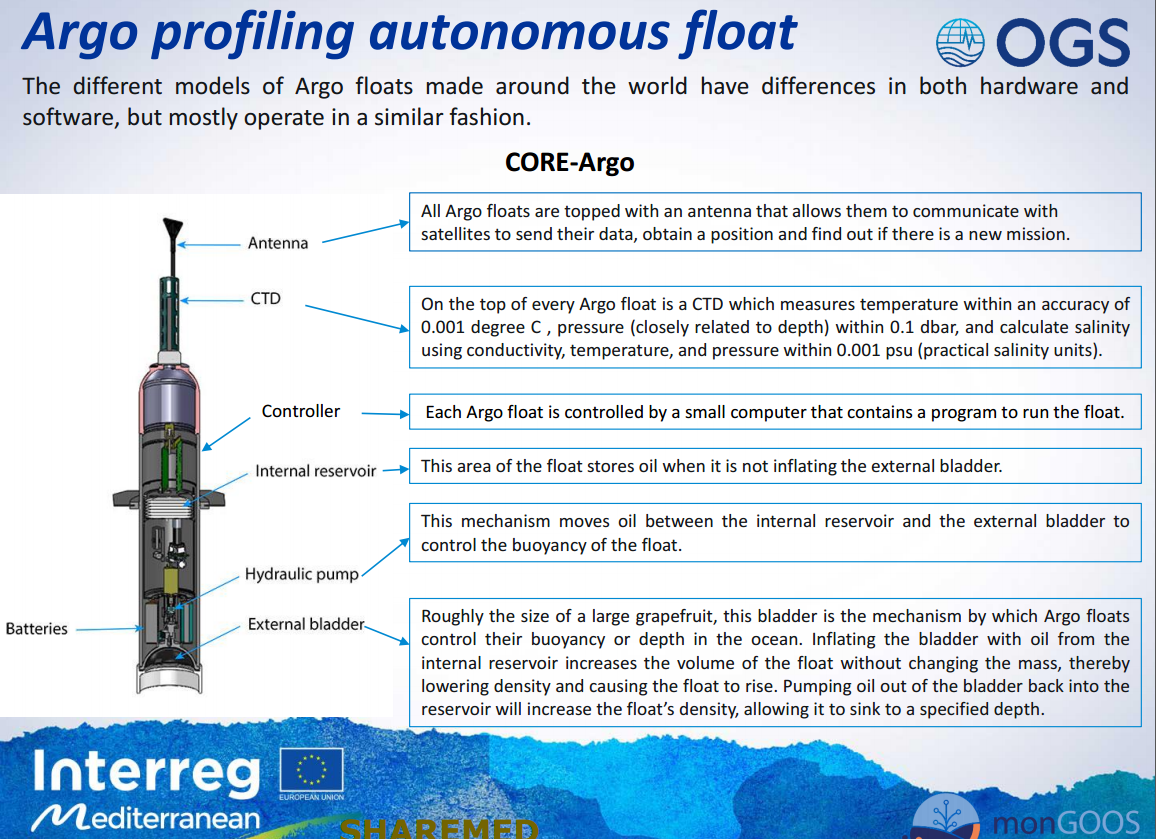 Argo profiling autonomous float
OGS
The different models of Argo floats made around the world have differences in both hardware and
software, but mostly operate in a similar fashion.
CORE-Argo
Antenna
All Argo floats are topped with an antenna that allows them to communicate with
satellites to send their data, obtain a position and find out if there is a new mission.
CTD
On the top of every Argo float is a CTD which measures temperature within an accuracy of
0.001 degree C , pressure (closely related to depth) within 0.1 dbar, and calculate salinity
using conductivity, temperature, and pressure within 0.001 psu (practical salinity units).
Controller
Each Argo float is controlled by a small computer that contains a program to run the float.
Internal reservoir
This area of the float stores oil when it is not inflating the external bladder.
Hydraulic pump
This mechanism moves oil between the internal reservoir and the external bladder to
control the buoyancy of the float.
Batteries
External bladder
Roughly the size of a large grapefruit, this bladder is the mechanism by which Argo floats
control their buoyancy or depth in the ocean. Inflating the bladder with oil from the
internal reservoir increases the volume of the float without changing the mass, thereby
lowering density and causing the float to rise. Pumping oil out of the bladder back into the
reservoir will increase the float's density, allowing it to sink to a specified depth.
Interreg
EUROPEAN UNION
Mediterranean
SHAREMED
monGOOS